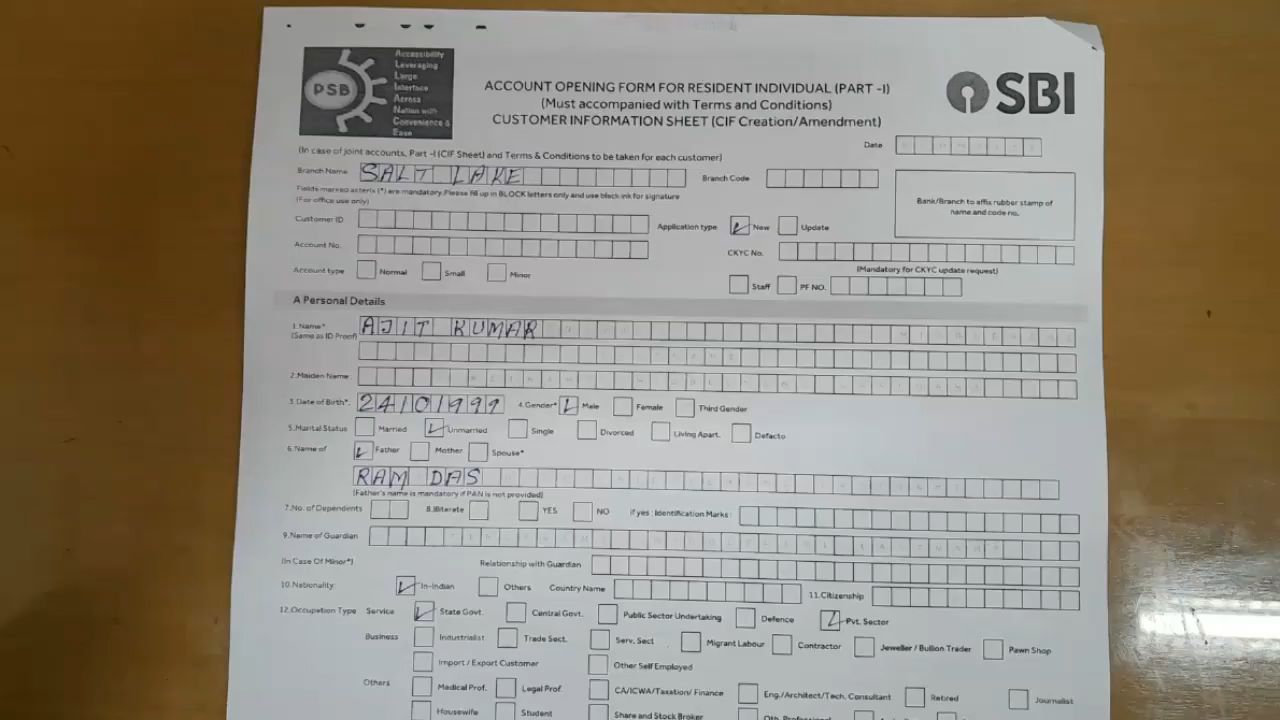 Accessibility
Leveraging
Large
Interface
Across
Nation with
Convenience &
Ease
PSB
ACCOUNT OPENING FORM FOR RESIDENT INDIVIDUAL (PART -I)
(Must accompanied with Terms and Conditions)
CUSTOMER INFORMATION SHEET (CIF Creation/Amendment)
SBI
Date
(In case of joint accounts, Part -I (CIF Sheet) and Terms & Conditions to be taken for each customer)
Branch Name SALT LAKE Branch Code
Fields marked asterix (*) are mandatory.Please fill up in BLOCK letters only and use black ink for signature
(For office use only)
Bank/Branch to affix rubber stamp of
name and code no.
Customer ID Application type New Update
Account No. CKYC No.
(Mandatory for CKYC update request)
Account type Normal Small Minor Staff PF NO.
A Personal Details
1.Name* AJIT KUMAR
(Same as ID Proof)
2.Maiden Name
3.Date of Birth*. 24101999 4.Gender* Male Female Third Gender
5.Marital Status Married Unmarried Single Divorced Living Apart. Defacto
6.Name of Father Mother Spouse*
RAM DAS
(Father's name is mandatory if PAN is not provided)
7.No. of Dependents 8.Illiterate YES NO if yes : Identification Marks :
9.Name of Guardian
(In Case Of Minor*) Relationship with Guardian
10.Nationality In-Indian Others Country Name 11.Citizenship
12.Occupation Type Service State Govt. Central Govt. Public Sector Undertaking Defence Pvt. Sector
Business Industrialist Trade Sect. Serv. Sect Migrant Labour Contractor Jeweller / Bullion Trader Pawn Shop
Import / Export Customer Other Self Employed
Others Medical Prof. Legal Prof. CA/ICWA/Taxation/ Finance Eng./Architect/Tech. Consultant Retired Journalist
Housewife Student Share and Stock Broker Oth. Professional